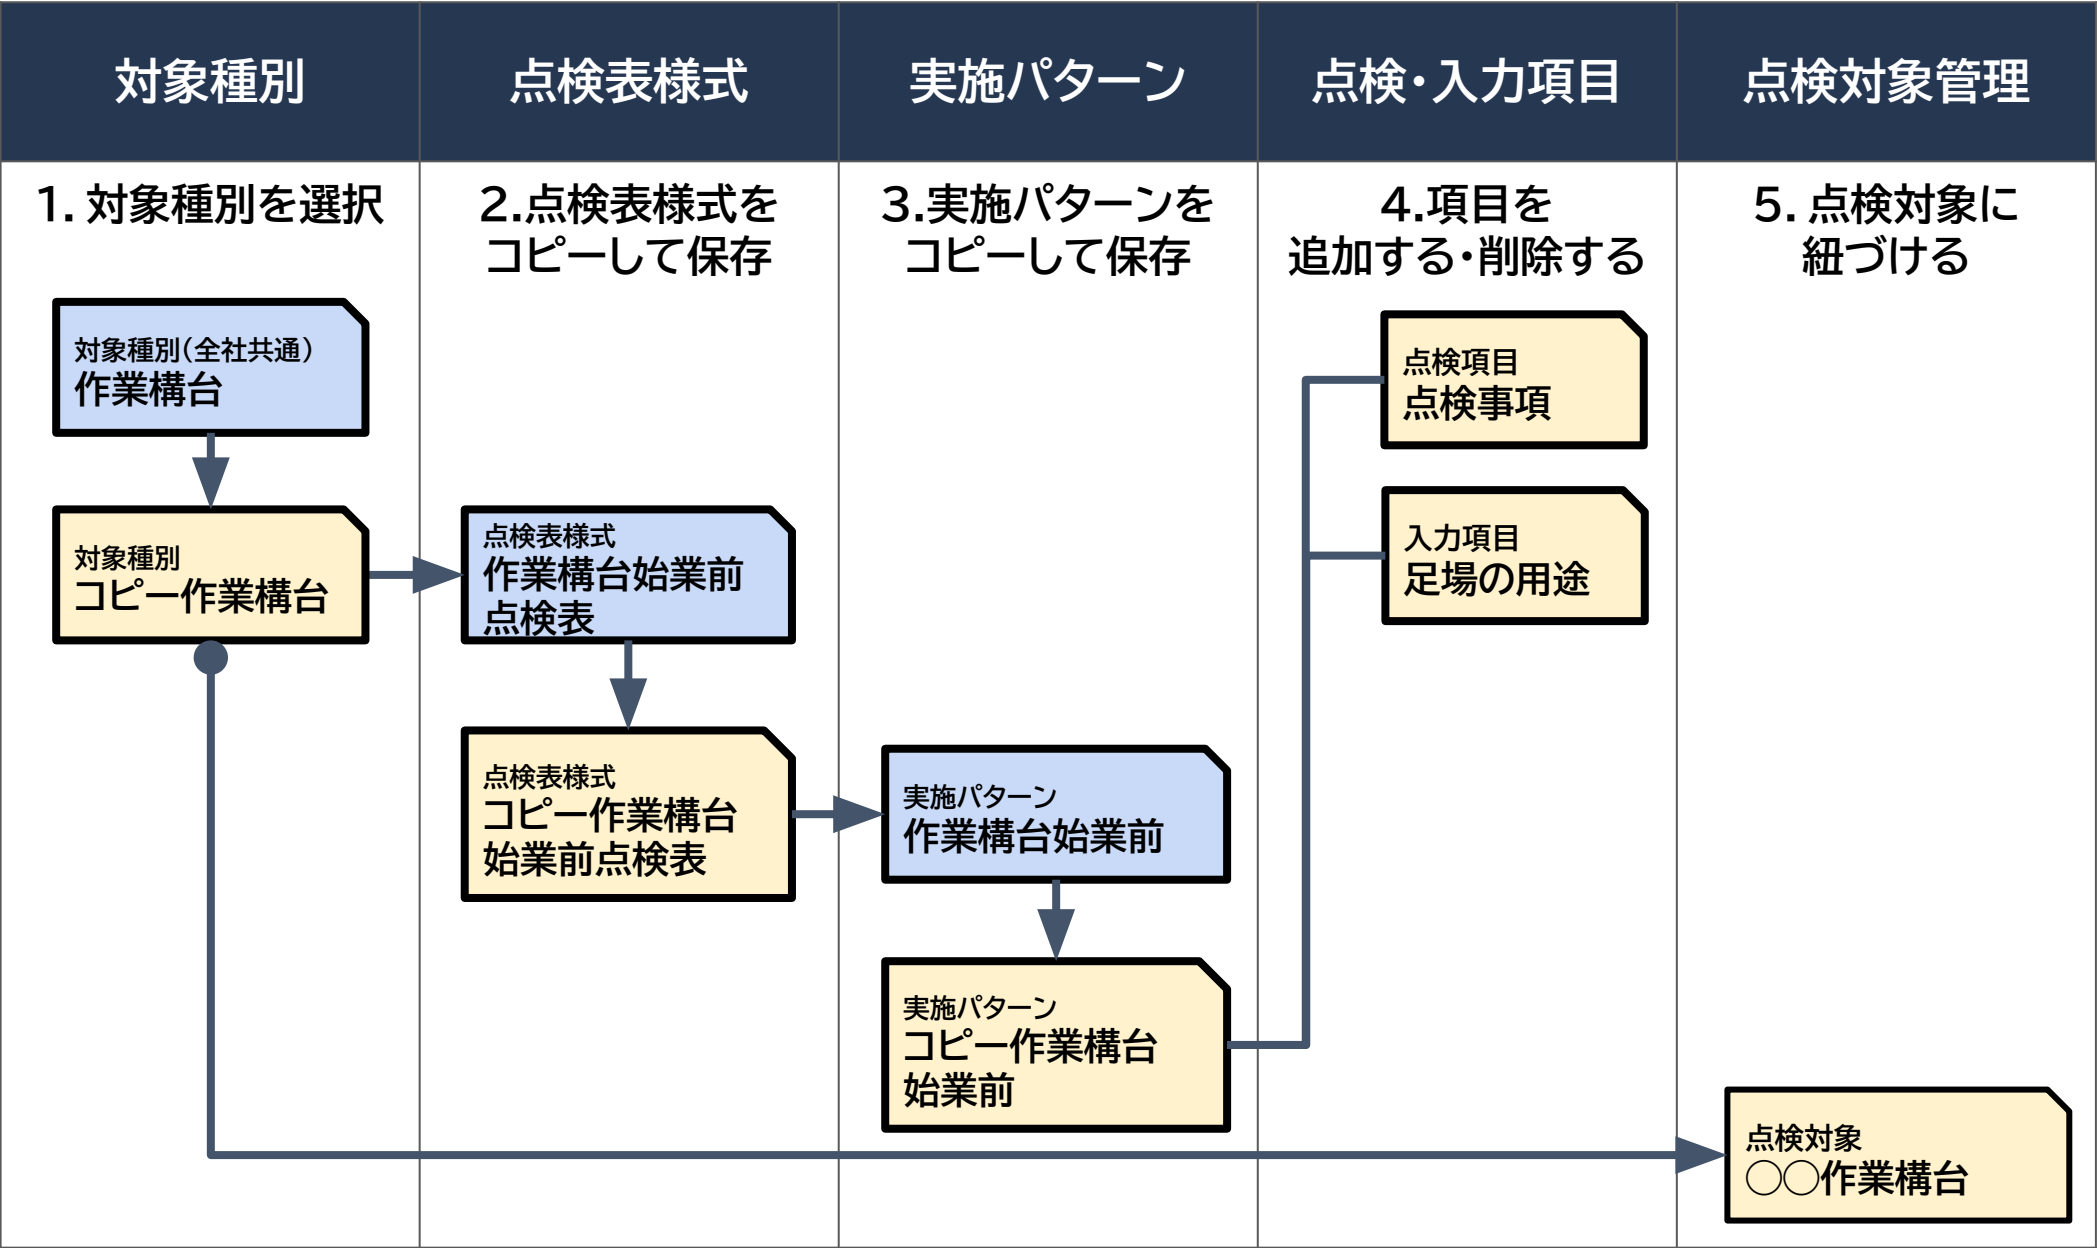 対象種別
点検表様式
実施パターン
点検・入力項目
点検対象管理
1. 対象種別を選択
2.点検表様式を
コピーして保存
3.実施パターンを
コピーして保存
4.項目を
追加する・削除する
5. 点検対象に
紐づける
対象種別(全社共通)
作業構台
対象種別
コピー作業構台
点検表様式
作業構台始業前
点検表
点検表様式
コピー作業構台
始業前点検表
実施パターン
作業構台始業前
実施パターン
コピー作業構台
始業前
点検項目
点検事項
入力項目
足場の用途
点検対象
◯◯作業構台